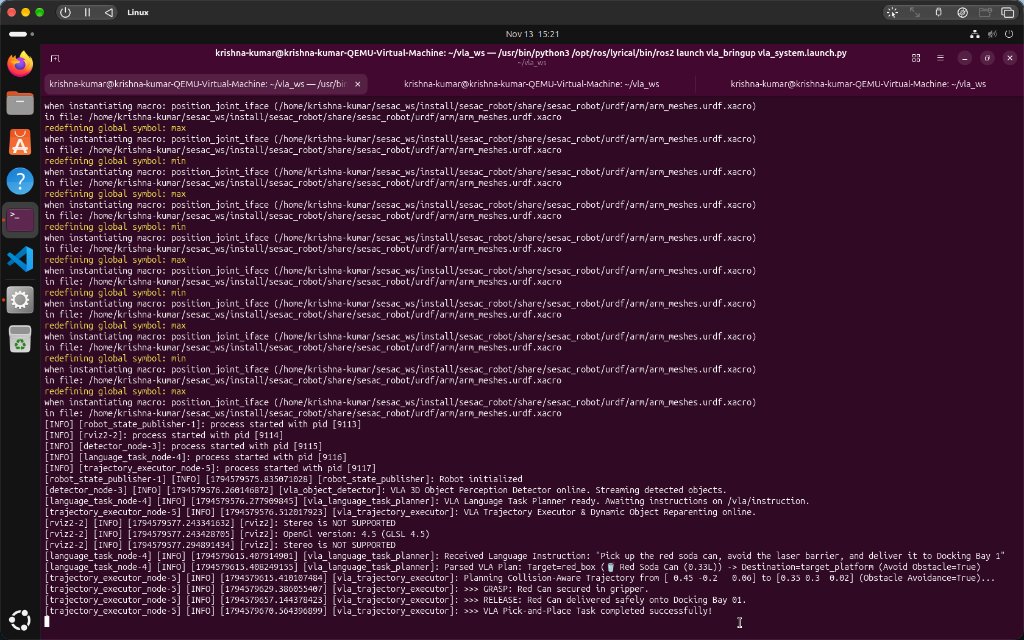 Linux
Nov 13 15:21
krishna-kumar@krishna-kumar-QEMU-Virtual-Machine: ~/vla_ws — /usr/bin/python3 /opt/ros/lyrical/bin/ros2 launch vla_bringup vla_system.launch.py
~/vla_ws
krishna-kumar@krishna-kumar-QEMU-Virtual-Machine: ~/vla_ws — /usr/bin
krishna-kumar@krishna-kumar-QEMU-Virtual-Machine: ~/vla_ws
krishna-kumar@krishna-kumar-QEMU-Virtual-Machine: ~/vla_ws
when instantiating macro: position_joint_iface (/home/krishna-kumar/sesac_ws/install/sesac_robot/share/sesac_robot/urdf/arm/arm_meshes.urdf.xacro)
in file: /home/krishna-kumar/sesac_ws/install/sesac_robot/share/sesac_robot/urdf/arm/arm_meshes.urdf.xacro
redefining global symbol: max
when instantiating macro: position_joint_iface (/home/krishna-kumar/sesac_ws/install/sesac_robot/share/sesac_robot/urdf/arm/arm_meshes.urdf.xacro)
in file: /home/krishna-kumar/sesac_ws/install/sesac_robot/share/sesac_robot/urdf/arm/arm_meshes.urdf.xacro
redefining global symbol: min
when instantiating macro: position_joint_iface (/home/krishna-kumar/sesac_ws/install/sesac_robot/share/sesac_robot/urdf/arm/arm_meshes.urdf.xacro)
in file: /home/krishna-kumar/sesac_ws/install/sesac_robot/share/sesac_robot/urdf/arm/arm_meshes.urdf.xacro
redefining global symbol: max
when instantiating macro: position_joint_iface (/home/krishna-kumar/sesac_ws/install/sesac_robot/share/sesac_robot/urdf/arm/arm_meshes.urdf.xacro)
in file: /home/krishna-kumar/sesac_ws/install/sesac_robot/share/sesac_robot/urdf/arm/arm_meshes.urdf.xacro
redefining global symbol: min
when instantiating macro: position_joint_iface (/home/krishna-kumar/sesac_ws/install/sesac_robot/share/sesac_robot/urdf/arm/arm_meshes.urdf.xacro)
in file: /home/krishna-kumar/sesac_ws/install/sesac_robot/share/sesac_robot/urdf/arm/arm_meshes.urdf.xacro
redefining global symbol: max
when instantiating macro: position_joint_iface (/home/krishna-kumar/sesac_ws/install/sesac_robot/share/sesac_robot/urdf/arm/arm_meshes.urdf.xacro)
in file: /home/krishna-kumar/sesac_ws/install/sesac_robot/share/sesac_robot/urdf/arm/arm_meshes.urdf.xacro
redefining global symbol: min
when instantiating macro: position_joint_iface (/home/krishna-kumar/sesac_ws/install/sesac_robot/share/sesac_robot/urdf/arm/arm_meshes.urdf.xacro)
in file: /home/krishna-kumar/sesac_ws/install/sesac_robot/share/sesac_robot/urdf/arm/arm_meshes.urdf.xacro
redefining global symbol: max
when instantiating macro: position_joint_iface (/home/krishna-kumar/sesac_ws/install/sesac_robot/share/sesac_robot/urdf/arm/arm_meshes.urdf.xacro)
in file: /home/krishna-kumar/sesac_ws/install/sesac_robot/share/sesac_robot/urdf/arm/arm_meshes.urdf.xacro
redefining global symbol: min
when instantiating macro: position_joint_iface (/home/krishna-kumar/sesac_ws/install/sesac_robot/share/sesac_robot/urdf/arm/arm_meshes.urdf.xacro)
in file: /home/krishna-kumar/sesac_ws/install/sesac_robot/share/sesac_robot/urdf/arm/arm_meshes.urdf.xacro
redefining global symbol: max
when instantiating macro: position_joint_iface (/home/krishna-kumar/sesac_ws/install/sesac_robot/share/sesac_robot/urdf/arm/arm_meshes.urdf.xacro)
in file: /home/krishna-kumar/sesac_ws/install/sesac_robot/share/sesac_robot/urdf/arm/arm_meshes.urdf.xacro
[INFO] [robot_state_publisher-1]: process started with pid [9113]
[INFO] [rviz2-2]: process started with pid [9114]
[INFO] [detector_node-3]: process started with pid [9115]
[INFO] [language_task_node-4]: process started with pid [9116]
[INFO] [trajectory_executor_node-5]: process started with pid [9117]
[robot_state_publisher-1] [INFO] [1794579575.835071028] [robot_state_publisher]: Robot initialized
[detector_node-3] [INFO] [1794579576.260146872] [vla_object_detector]: VLA 3D Object Perception Detector online. Streaming detected objects.
[language_task_node-4] [INFO] [1794579576.277909845] [vla_language_task_planner]: VLA Language Task Planner ready. Awaiting instructions on /vla/instruction.
[trajectory_executor_node-5] [INFO] [1794579576.512017923] [vla_trajectory_executor]: VLA Trajectory Executor & Dynamic Object Reparenting online.
[rviz2-2] [INFO] [1794579577.243341632] [rviz2]: Stereo is NOT SUPPORTED
[rviz2-2] [INFO] [1794579577.243428705] [rviz2]: OpenGl version: 4.5 (GLSL 4.5)
[rviz2-2] [INFO] [1794579577.294891434] [rviz2]: Stereo is NOT SUPPORTED
[language_task_node-4] [INFO] [1794579615.407914901] [vla_language_task_planner]: Received Language Instruction: "Pick up the red soda can, avoid the laser barrier, and deliver it to Docking Bay 1"
[language_task_node-4] [INFO] [1794579615.408249155] [vla_language_task_planner]: Parsed VLA Plan: Target=red_box (🥤 Red Soda Can (0.33L)) -> Destination=target_platform (Avoid Obstacle=True)
[trajectory_executor_node-5] [INFO] [1794579615.410107484] [vla_trajectory_executor]: Planning Collision-Aware Trajectory from [ 0.45 -0.2   0.06] to [0.35 0.3  0.02] (Obstacle Avoidance=True)...
[trajectory_executor_node-5] [INFO] [1794579629.386055407] [vla_trajectory_executor]: >>> GRASP: Red Can secured in gripper.
[trajectory_executor_node-5] [INFO] [1794579657.144378423] [vla_trajectory_executor]: >>> RELEASE: Red Can delivered safely onto Docking Bay 01.
[trajectory_executor_node-5] [INFO] [1794579670.564396899] [vla_trajectory_executor]: >>> VLA Pick-and-Place Task completed successfully!